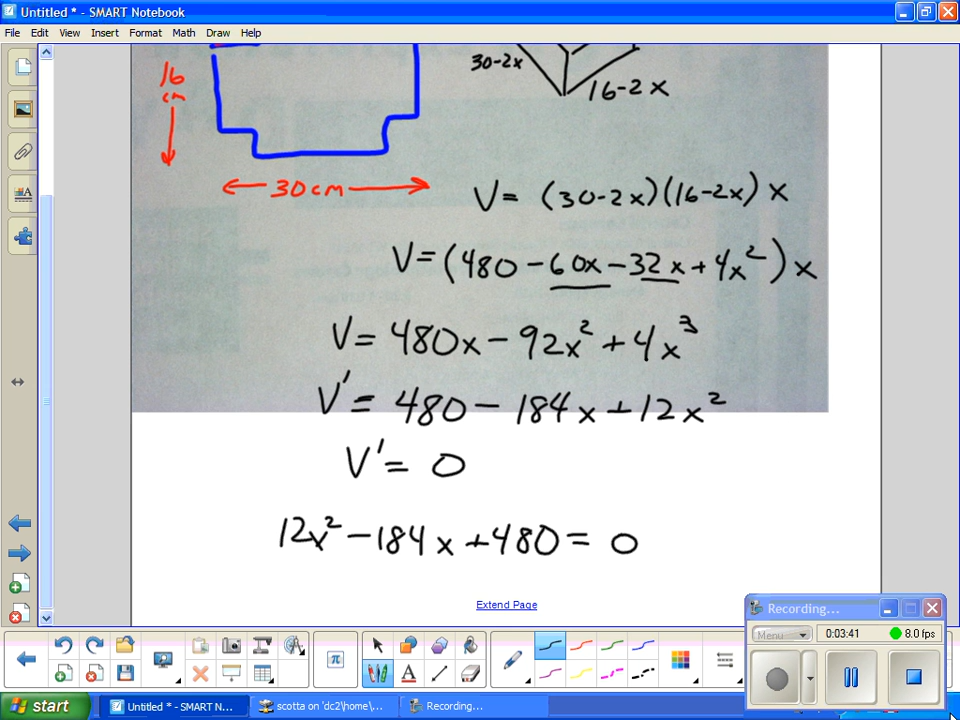 Untitled * - SMART Notebook
File Edit View Insert Format Math Draw Help
16
cm
30-2x
16-2x
30cm
V= (30-2x)(16-2x) x
V=(480-60x-32x+4x²)x
V=480x-92x²+4x³
V'= 480-184x+12x²
V'= 0
12x²-184x+480=0
Extend Page
Recording...
Menu
0:03:41
8.0 fps
π
A
start
Untitled * - SMART N...
scotta on 'dc2\home\...
Recording...